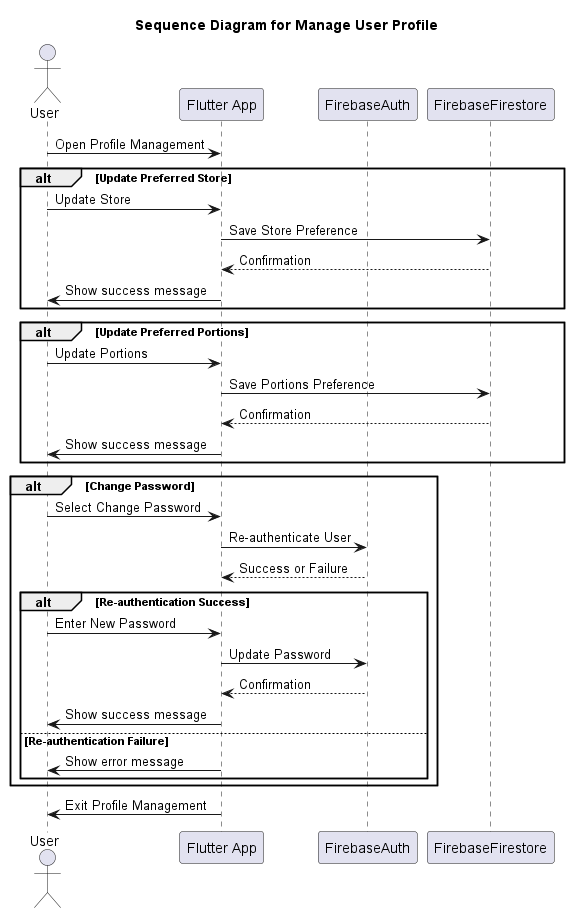 Sequence Diagram for Manage User Profile
User
Flutter App
FirebaseAuth
FirebaseFirestore
Open Profile Management
alt [Update Preferred Store]
Update Store
Save Store Preference
Confirmation
Show success message
alt [Update Preferred Portions]
Update Portions
Save Portions Preference
Confirmation
Show success message
alt [Change Password]
Select Change Password
Re-authenticate User
Success or Failure
alt [Re-authentication Success]
Enter New Password
Update Password
Confirmation
Show success message
[Re-authentication Failure]
Show error message
Exit Profile Management
User
Flutter App
FirebaseAuth
FirebaseFirestore